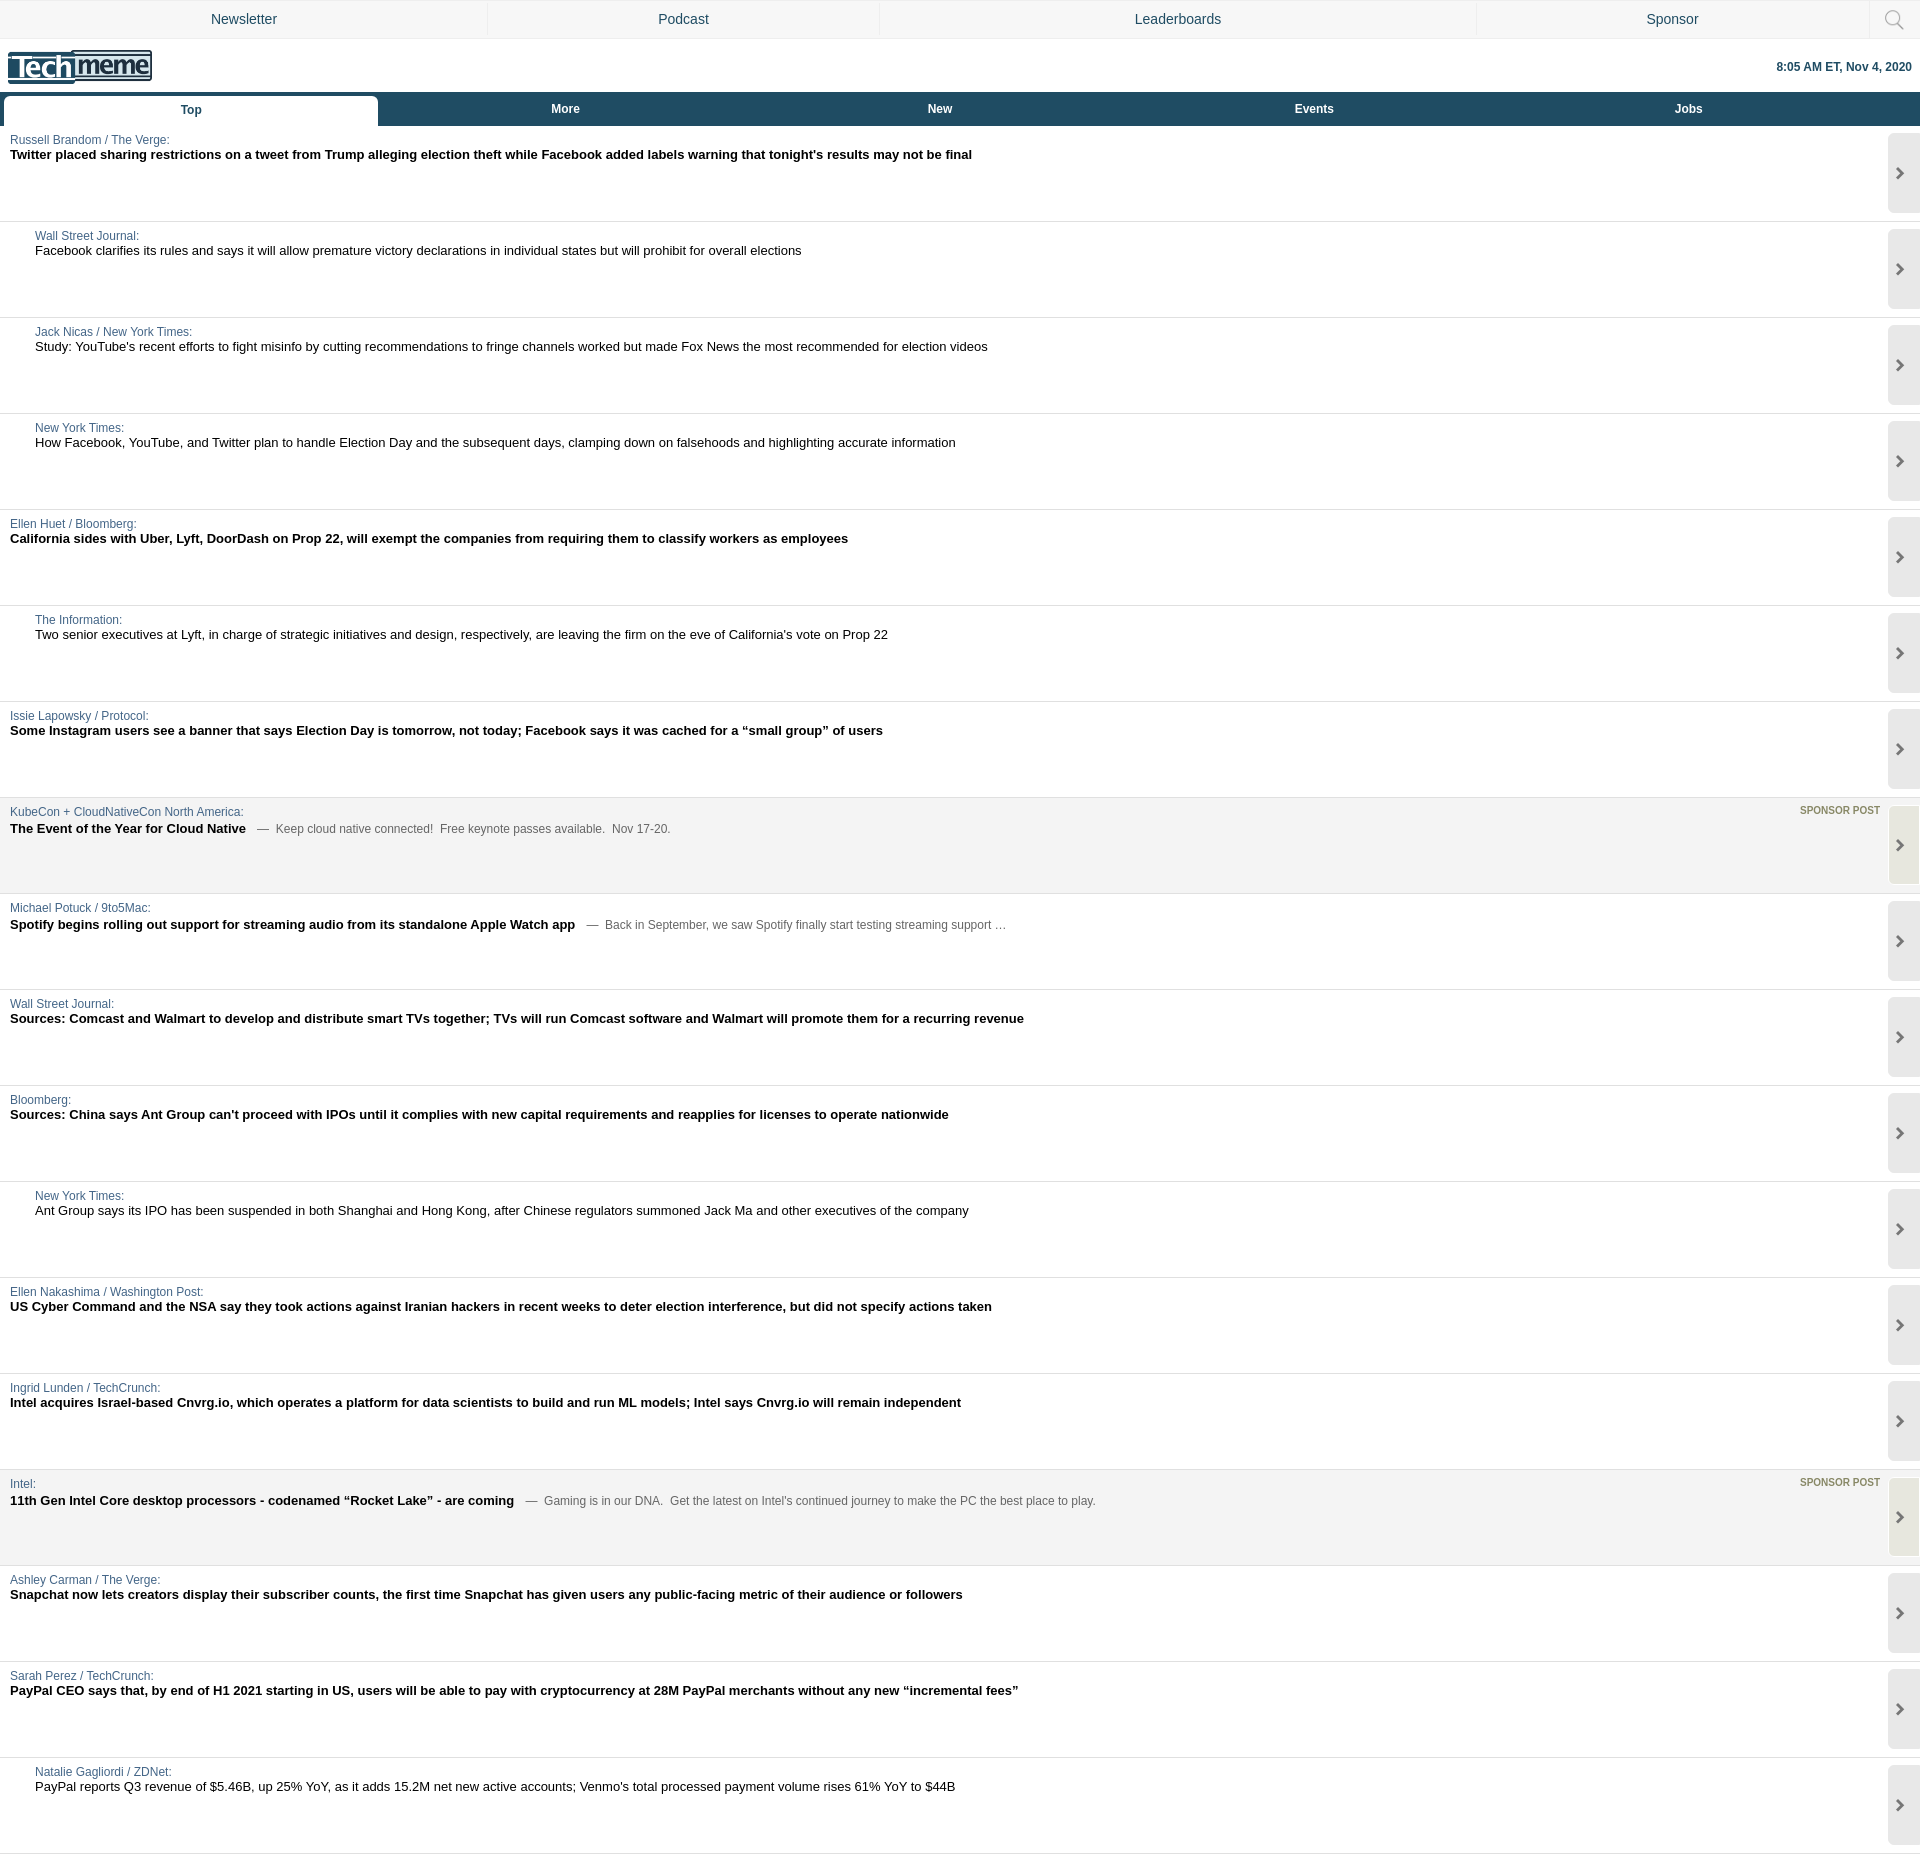 Newsletter Podcast Leaderboards Sponsor
Techmeme
8:05 AM ET, Nov 4, 2020
Top More New Events Jobs
Russell Brandom / The Verge:
Twitter placed sharing restrictions on a tweet from Trump alleging election theft while Facebook added labels warning that tonight's results may not be final
Wall Street Journal:
Facebook clarifies its rules and says it will allow premature victory declarations in individual states but will prohibit for overall elections
Jack Nicas / New York Times:
Study: YouTube's recent efforts to fight misinfo by cutting recommendations to fringe channels worked but made Fox News the most recommended for election videos
New York Times:
How Facebook, YouTube, and Twitter plan to handle Election Day and the subsequent days, clamping down on falsehoods and highlighting accurate information
Ellen Huet / Bloomberg:
California sides with Uber, Lyft, DoorDash on Prop 22, will exempt the companies from requiring them to classify workers as employees
The Information:
Two senior executives at Lyft, in charge of strategic initiatives and design, respectively, are leaving the firm on the eve of California's vote on Prop 22
Issie Lapowsky / Protocol:
Some Instagram users see a banner that says Election Day is tomorrow, not today; Facebook says it was cached for a “small group” of users
KubeCon + CloudNativeCon North America:
SPONSOR POST
The Event of the Year for Cloud Native — Keep cloud native connected! Free keynote passes available. Nov 17-20.
Michael Potuck / 9to5Mac:
Spotify begins rolling out support for streaming audio from its standalone Apple Watch app — Back in September, we saw Spotify finally start testing streaming support …
Wall Street Journal:
Sources: Comcast and Walmart to develop and distribute smart TVs together; TVs will run Comcast software and Walmart will promote them for a recurring revenue
Bloomberg:
Sources: China says Ant Group can't proceed with IPOs until it complies with new capital requirements and reapplies for licenses to operate nationwide
New York Times:
Ant Group says its IPO has been suspended in both Shanghai and Hong Kong, after Chinese regulators summoned Jack Ma and other executives of the company
Ellen Nakashima / Washington Post:
US Cyber Command and the NSA say they took actions against Iranian hackers in recent weeks to deter election interference, but did not specify actions taken
Ingrid Lunden / TechCrunch:
Intel acquires Israel-based Cnvrg.io, which operates a platform for data scientists to build and run ML models; Intel says Cnvrg.io will remain independent
Intel:
SPONSOR POST
11th Gen Intel Core desktop processors - codenamed “Rocket Lake” - are coming — Gaming is in our DNA. Get the latest on Intel's continued journey to make the PC the best place to play.
Ashley Carman / The Verge:
Snapchat now lets creators display their subscriber counts, the first time Snapchat has given users any public-facing metric of their audience or followers
Sarah Perez / TechCrunch:
PayPal CEO says that, by end of H1 2021 starting in US, users will be able to pay with cryptocurrency at 28M PayPal merchants without any new “incremental fees”
Natalie Gagliordi / ZDNet:
PayPal reports Q3 revenue of $5.46B, up 25% YoY, as it adds 15.2M net new active accounts; Venmo's total processed payment volume rises 61% YoY to $44B